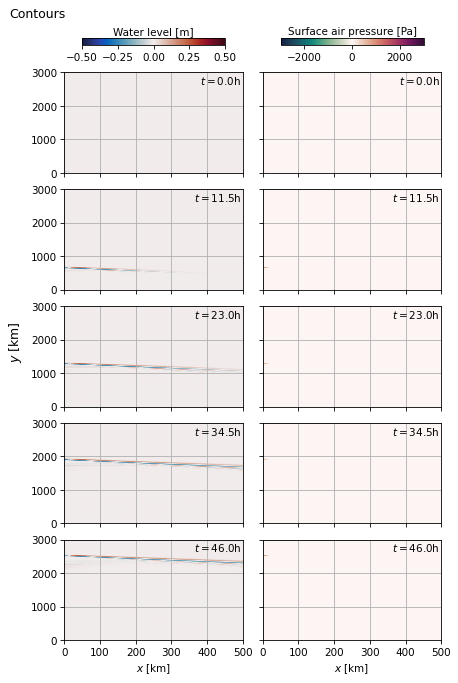 Contours
Water level [m]
Surface air pressure [Pa]
−0.50 −0.25 0.00 0.25 0.50
−2000 0 2000
3000
2000
1000
0
t = 0.0h
t = 0.0h
3000
2000
1000
0
t = 11.5h
t = 11.5h
3000
2000
1000
0
t = 23.0h
t = 23.0h
y [km]
3000
2000
1000
0
t = 34.5h
t = 34.5h
3000
2000
1000
0
t = 46.0h
t = 46.0h
0 100 200 300 400 500
0 100 200 300 400 500
x [km]
x [km]